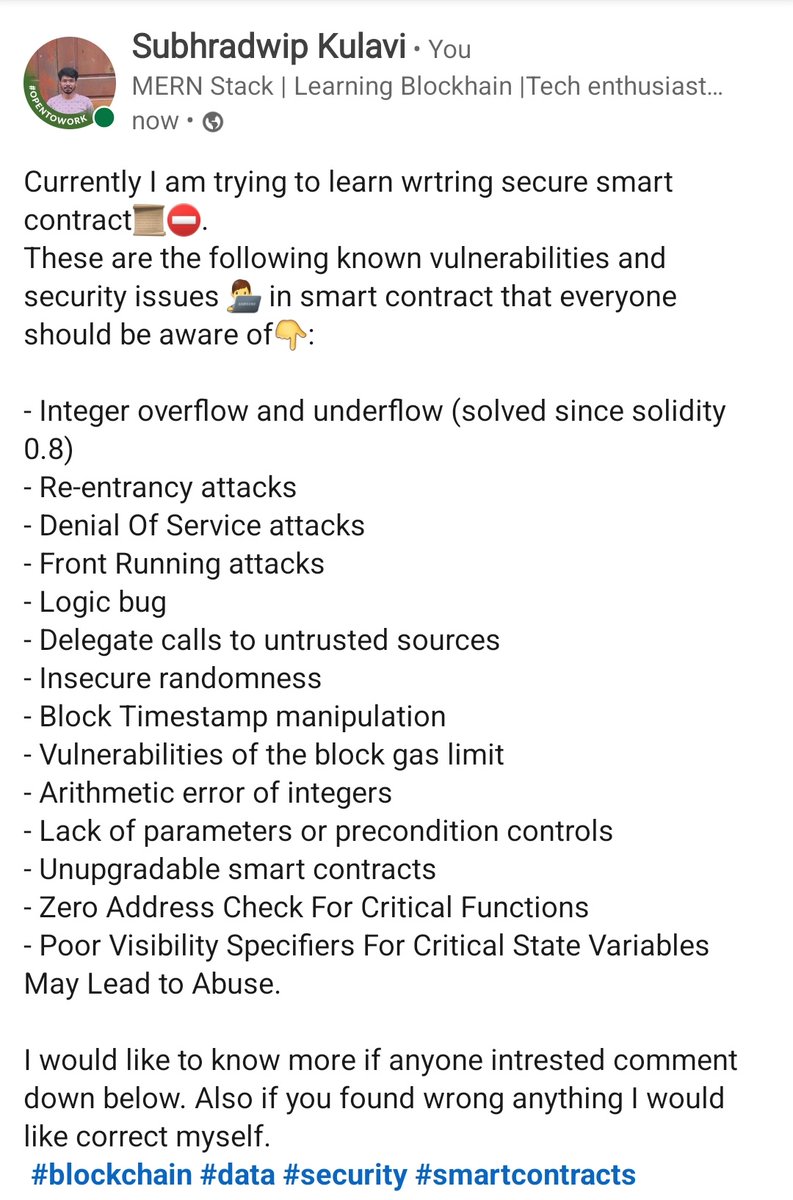 Subhradwip Kulavi • You
MERN Stack | Learning Blockhain |Tech enthusiast...
#OPENTOWORK
now •
Currently I am trying to learn wrtring secure smart
contract📜⛔.
These are the following known vulnerabilities and
security issues 👨‍💻 in smart contract that everyone
should be aware of👇:
- Integer overflow and underflow (solved since solidity
0.8)
- Re-entrancy attacks
- Denial Of Service attacks
- Front Running attacks
- Logic bug
- Delegate calls to untrusted sources
- Insecure randomness
- Block Timestamp manipulation
- Vulnerabilities of the block gas limit
- Arithmetic error of integers
- Lack of parameters or precondition controls
- Unupgradable smart contracts
- Zero Address Check For Critical Functions
- Poor Visibility Specifiers For Critical State Variables
May Lead to Abuse.
I would like to know more if anyone intrested comment
down below. Also if you found wrong anything I would
like correct myself.
#blockchain #data #security #smartcontracts